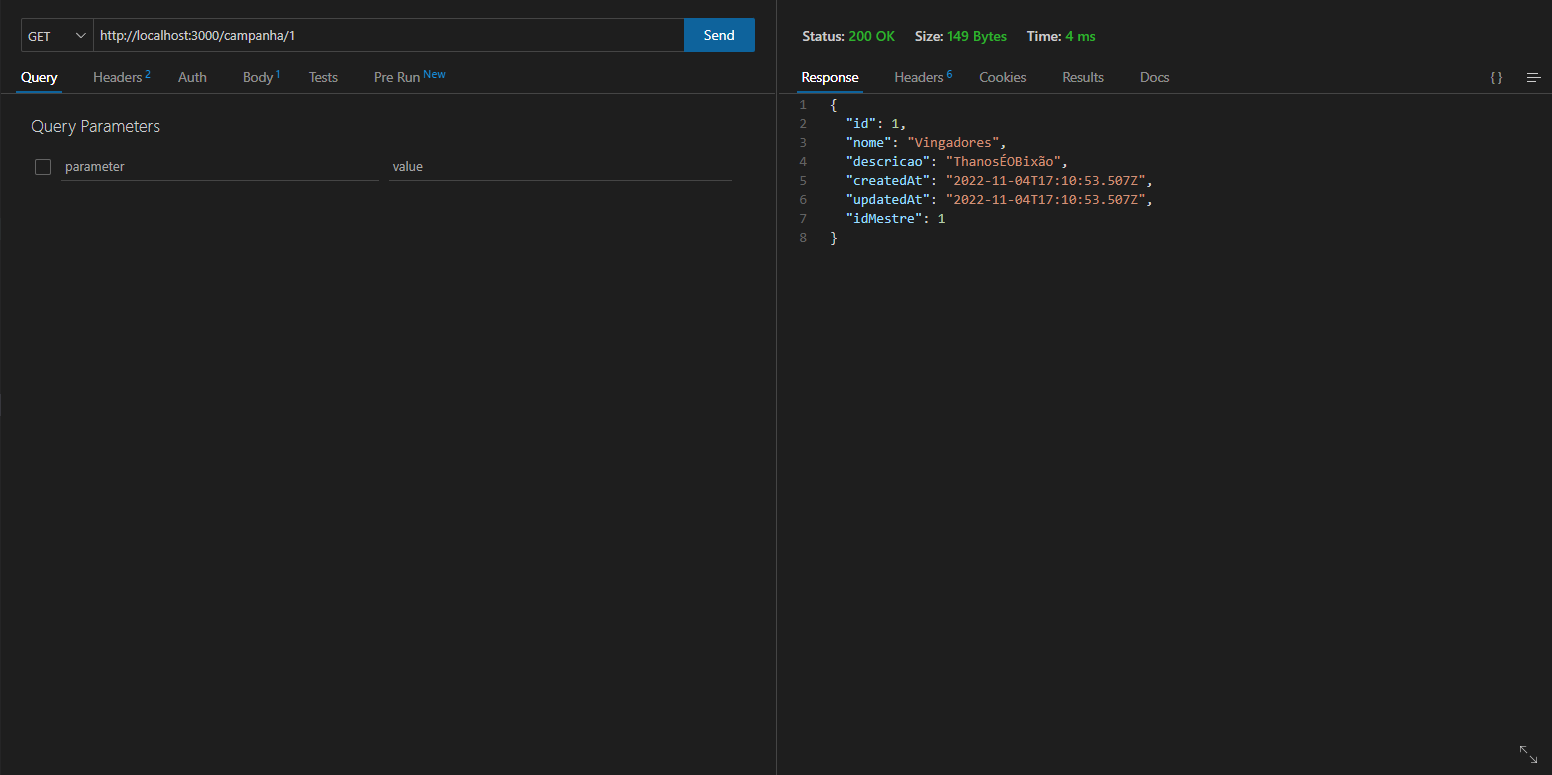 GET http://localhost:3000/campanha/1 Send
Query Headers 2 Auth Body 1 Tests Pre Run New
Query Parameters
parameter value
Status: 200 OK Size: 149 Bytes Time: 4 ms
Response Headers 6 Cookies Results Docs {}
1 {
2 "id": 1,
3 "nome": "Vingadores",
4 "descricao": "ThanosÉOBixão",
5 "createdAt": "2022-11-04T17:10:53.507Z",
6 "updatedAt": "2022-11-04T17:10:53.507Z",
7 "idMestre": 1
8 }